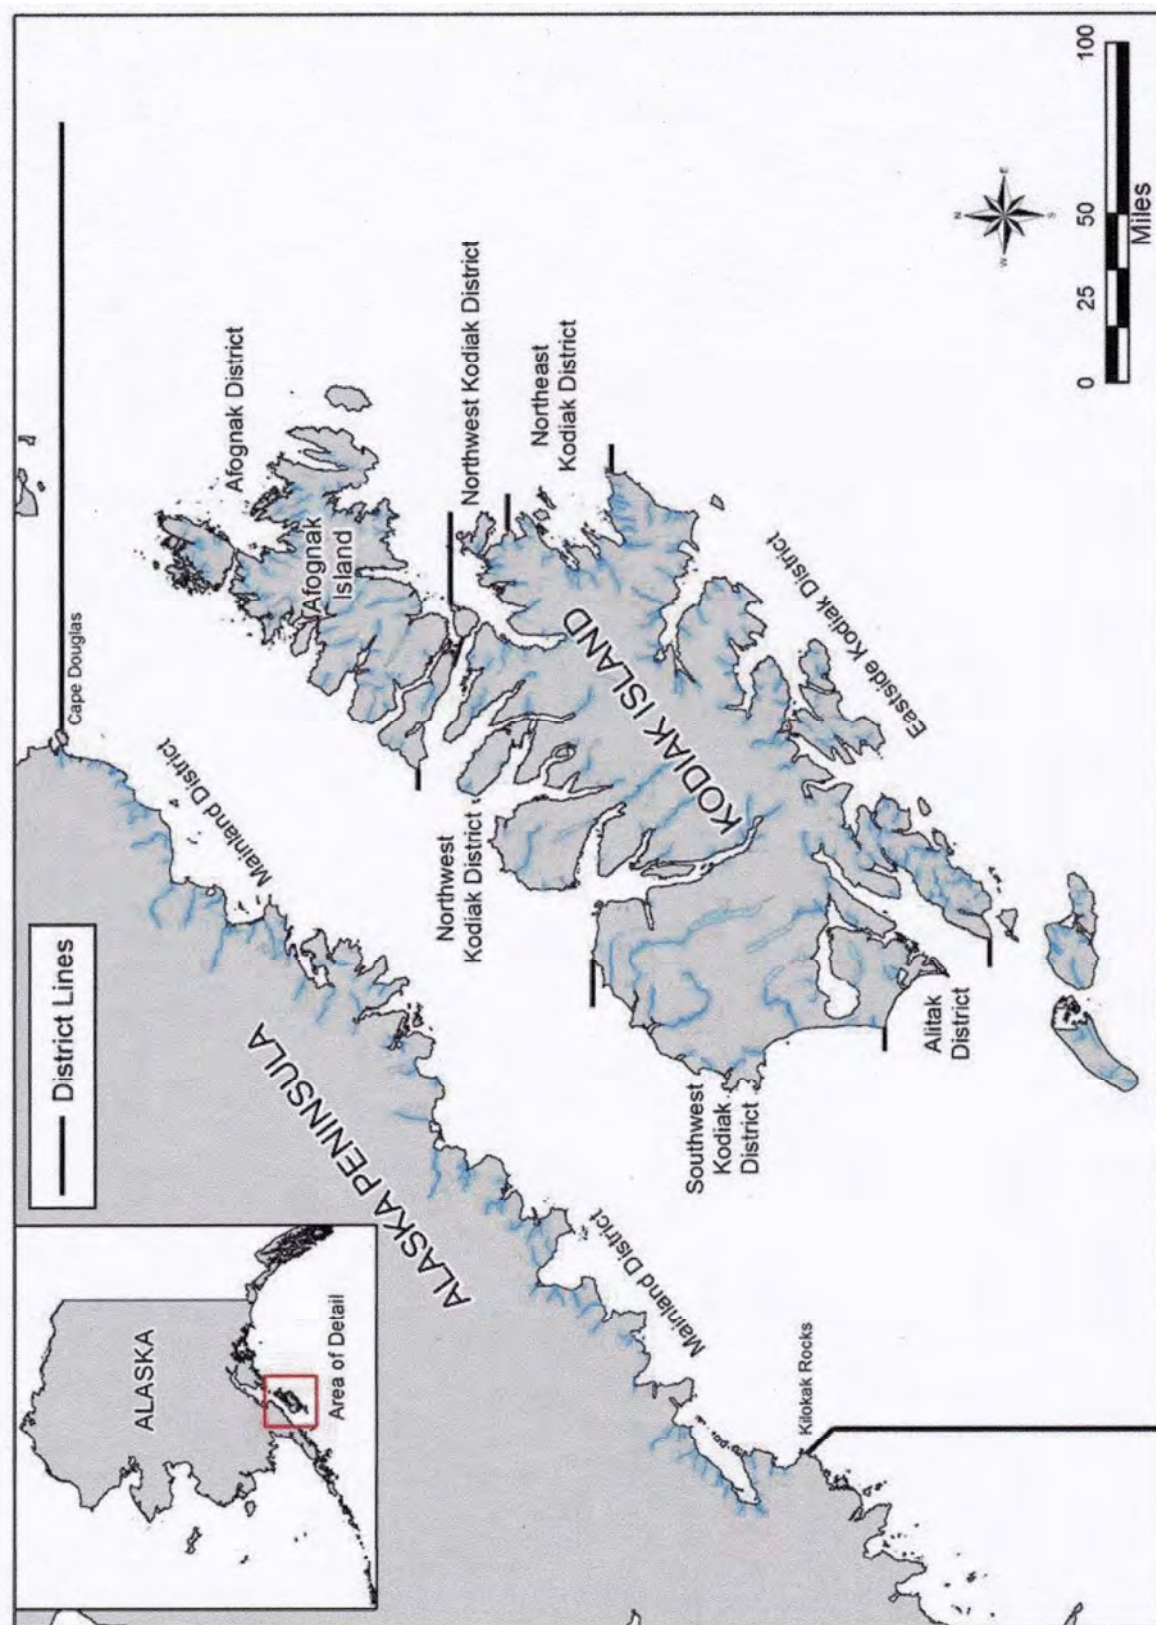 ALASKA
Area of Detail
District Lines
ALASKA PENINSULA
Cape Douglas
Mainland District
Mainland District
Kilokak Rocks
Afognak District
Afognak
Island
Northwest Kodiak District
Northeast
Kodiak District
Northwest
Kodiak District
KODIAK ISLAND
Eastside Kodiak District
Southwest
Kodiak
District
Alitak
District
N
W
E
S
0
25
50
100
Miles